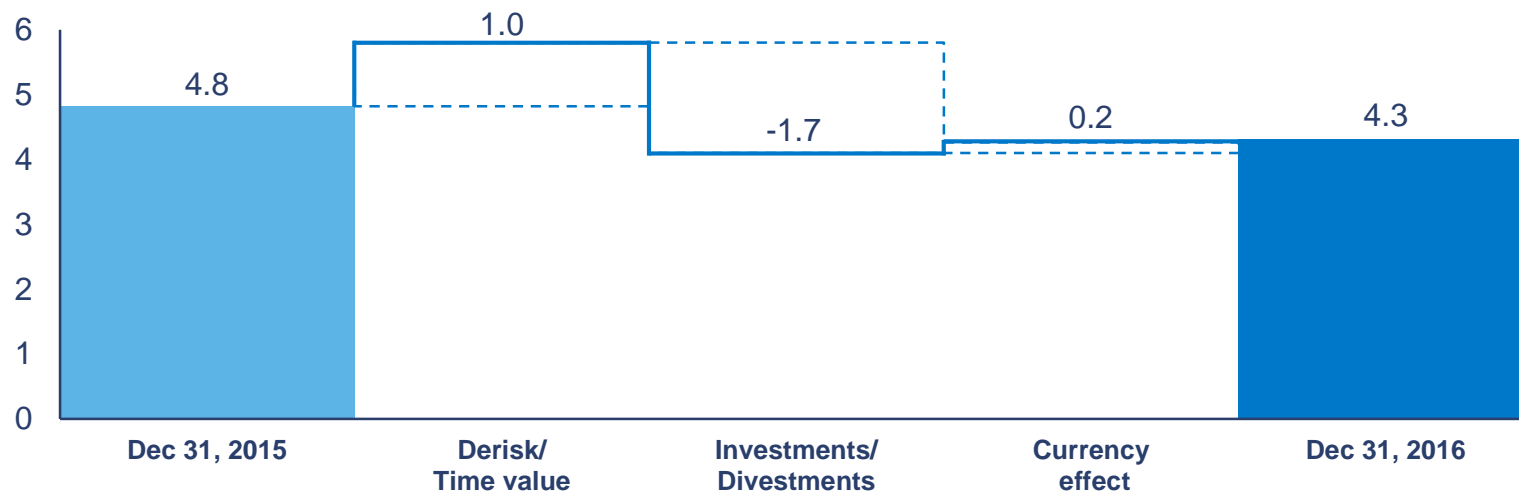 6
5
4
3
2
1
0
4.8
1.0
-1.7
0.2
4.3
Dec 31, 2015
Derisk/
Time value
Investments/
Divestments
Currency
effect
Dec 31, 2016